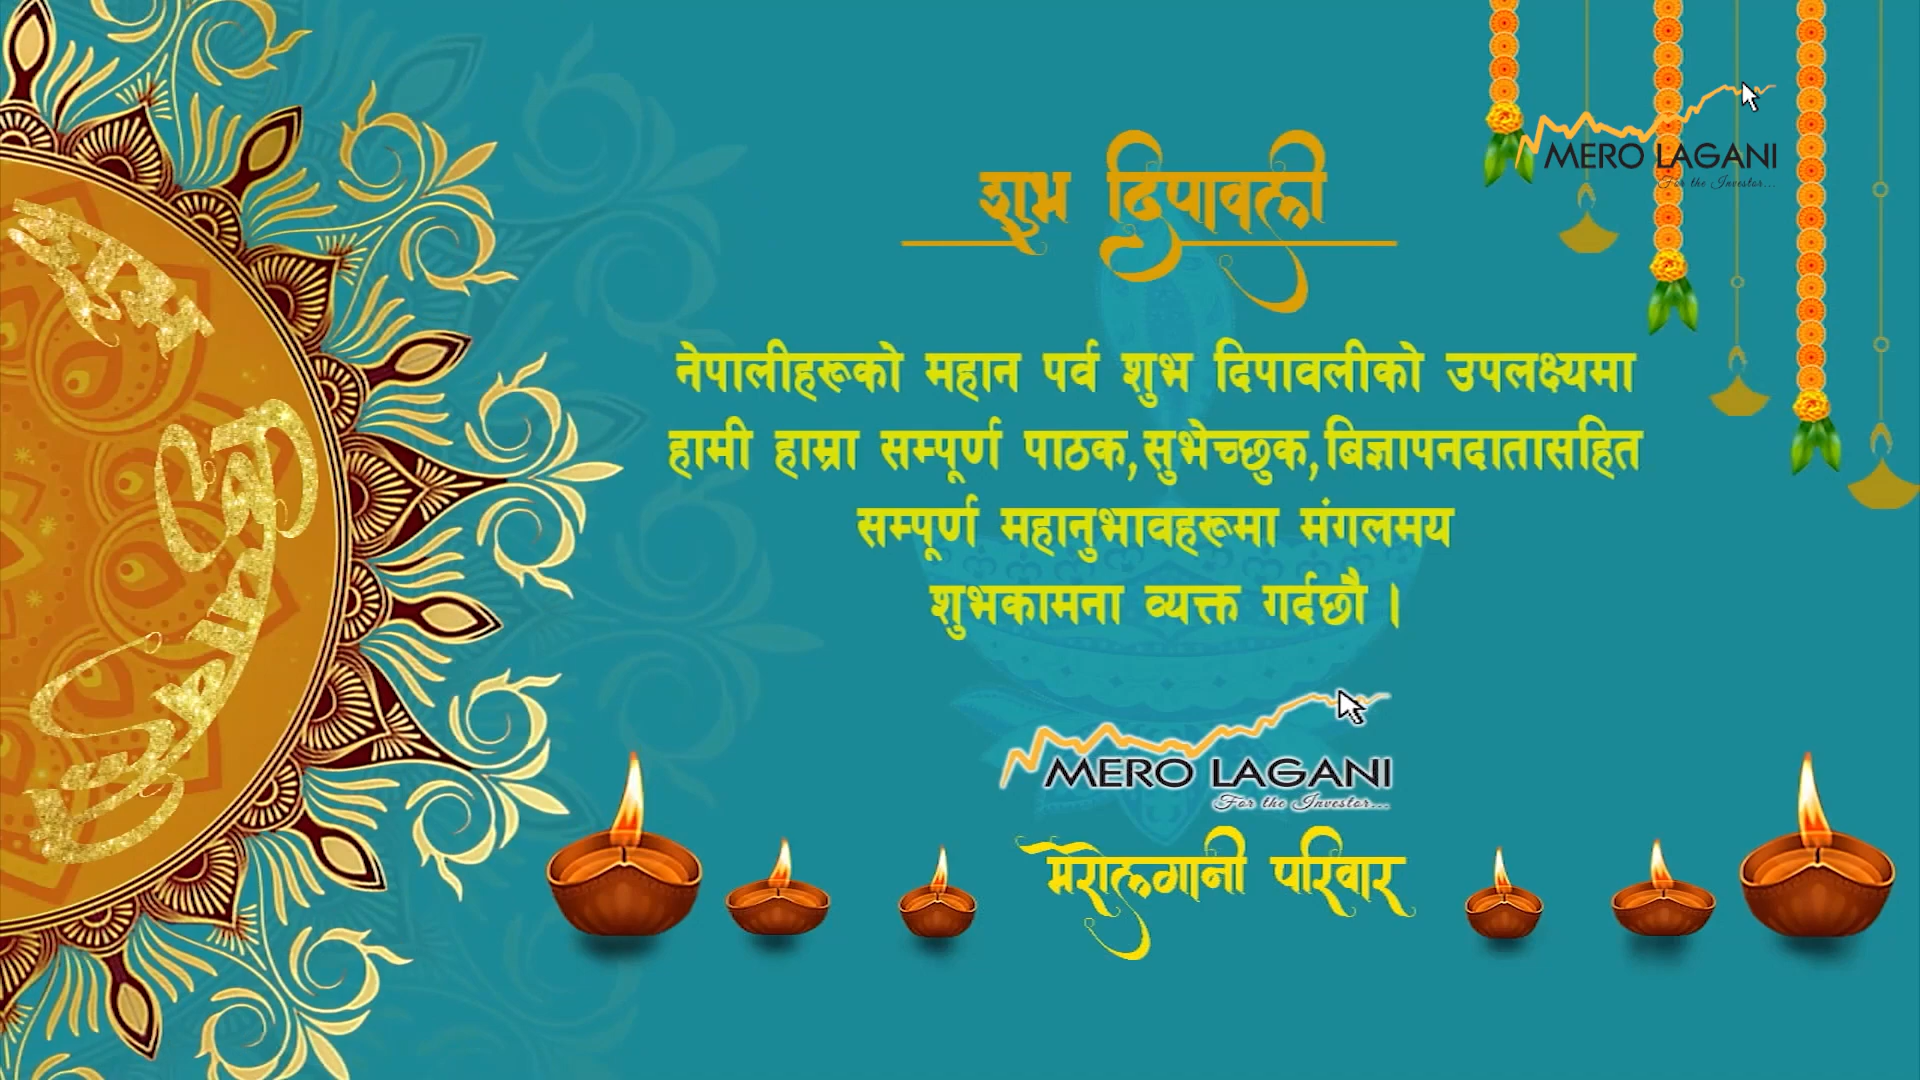 शुभ दिपावली
शुभ दिपावली
MERO LAGANI
For the Investor...
नेपालीहरूको महान पर्व शुभ दिपावलीको उपलक्ष्यमा
हामी हाम्रा सम्पूर्ण पाठक,सुभेच्छुक,बिज्ञापनदातासहित
सम्पूर्ण महानुभावहरूमा मंगलमय
शुभकामना व्यक्त गर्दछौ ।
MERO LAGANI
For the Investor...
मेरोलगानी परिवार